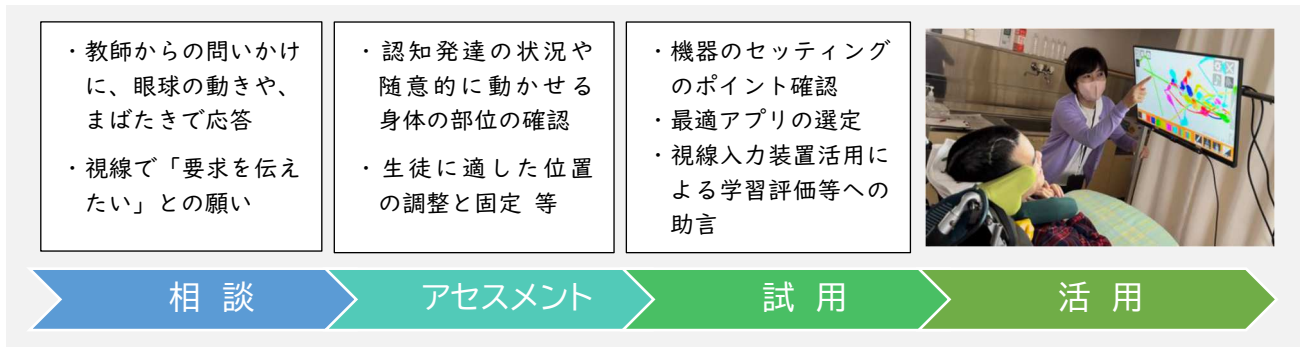 ・教師からの問いかけ
に、眼球の動きや、
まばたきで応答
・視線で「要求を伝え
たい」との願い
・認知発達の状況や
随意的に動かせる
身体の部位の確認
・生徒に適した位置
の調整と固定 等
・機器のセッティング
のポイント確認
・最適アプリの選定
・視線入力装置活用に
よる学習評価等への
助言
相 談
アセスメント
試 用
活 用